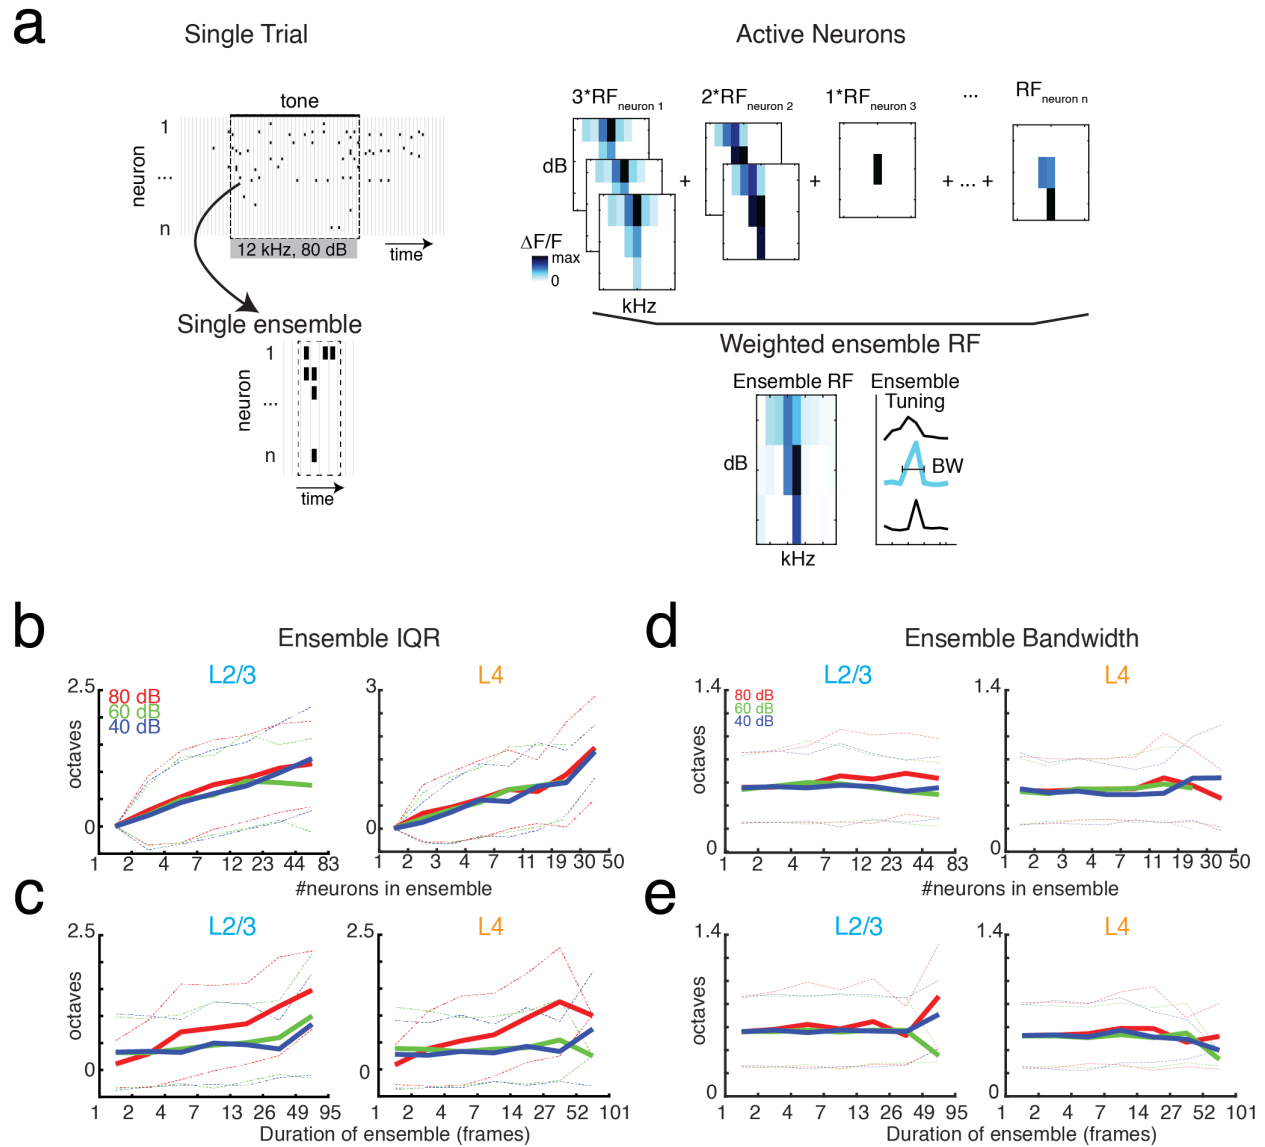 a
Single Trial
Active Neurons
tone
1
neuron
...
n
12 kHz, 80 dB
time
Single ensemble
1
neuron
...
n
time
3*RF neuron 1
2*RF neuron 2
1*RF neuron 3
...
RF neuron n
dB
+
+
+ ... +
ΔF/F
max
0
kHz
Weighted ensemble RF
Ensemble RF
Ensemble Tuning
dB
BW
kHz
b
Ensemble IQR
L2/3
L4
2.5
80 dB
60 dB
40 dB
octaves
0
1 2 4 7 12 23 44 83
3
0
1 2 3 4 7 11 19 30 50
#neurons in ensemble
c
L2/3
L4
2.5
octaves
0
1 2 4 7 13 26 49 95
2.5
0
1 2 4 7 14 27 52 101
Duration of ensemble (frames)
d
Ensemble Bandwidth
L2/3
L4
1.4
80 dB
60 dB
40 dB
octaves
0
1 2 4 7 12 23 44 83
1.4
0
1 2 3 4 7 11 19 30 50
#neurons in ensemble
e
L2/3
L4
1.4
octaves
0
1 2 4 7 13 26 49 95
1.4
0
1 2 4 7 14 27 52 101
Duration of ensemble (frames)